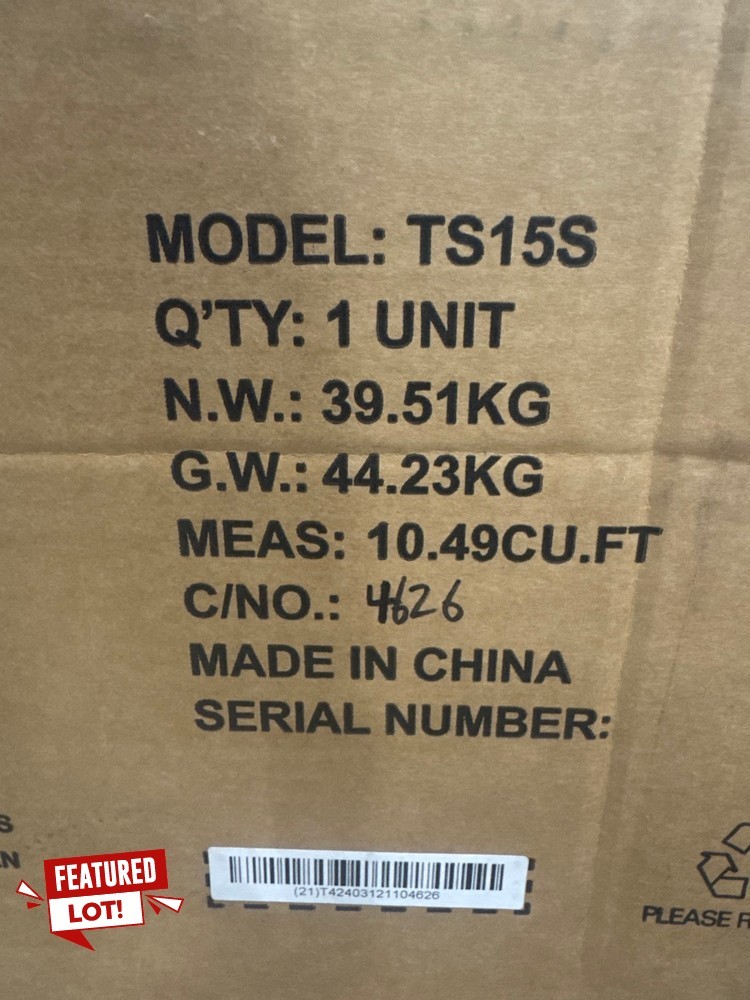 MODEL: TS15S
Q'TY: 1 UNIT
N.W.: 39.51KG
G.W.: 44.23KG
MEAS: 10.49CU.FT
C/NO.: 4626
MADE IN CHINA
SERIAL NUMBER:
(21)T42403121104626
FEATURED
LOT!
PLEASE